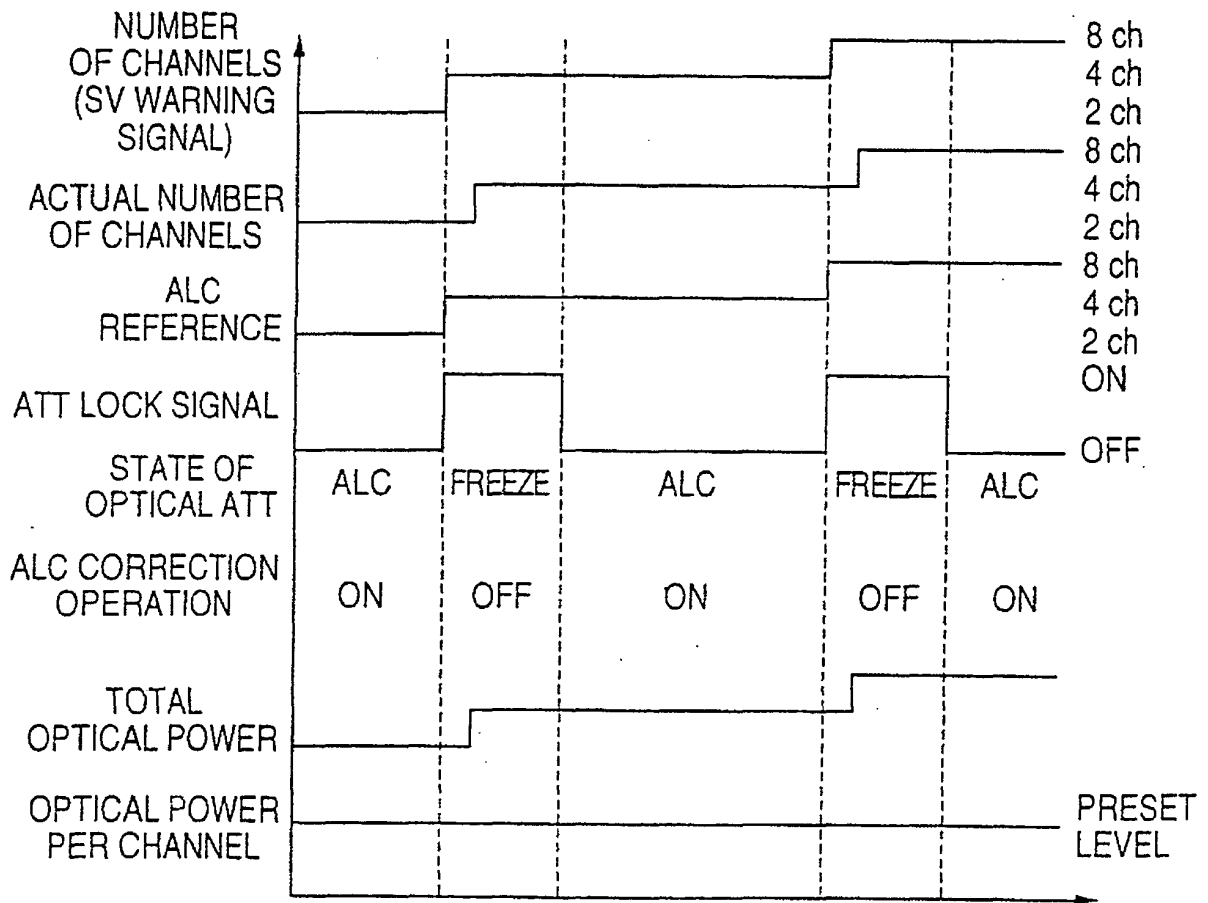 NUMBER
OF CHANNELS
(SV WARNING
SIGNAL)
8 ch
4 ch
2 ch
ACTUAL NUMBER
OF CHANNELS
8 ch
4 ch
2 ch
ALC
REFERENCE
8 ch
4 ch
2 ch
ATT LOCK SIGNAL
ON
OFF
STATE OF
OPTICAL ATT
ALC FREEZE ALC FREEZE ALC
ALC CORRECTION
OPERATION
ON OFF ON OFF ON
TOTAL
OPTICAL POWER
OPTICAL POWER
PER CHANNEL
PRESET
LEVEL